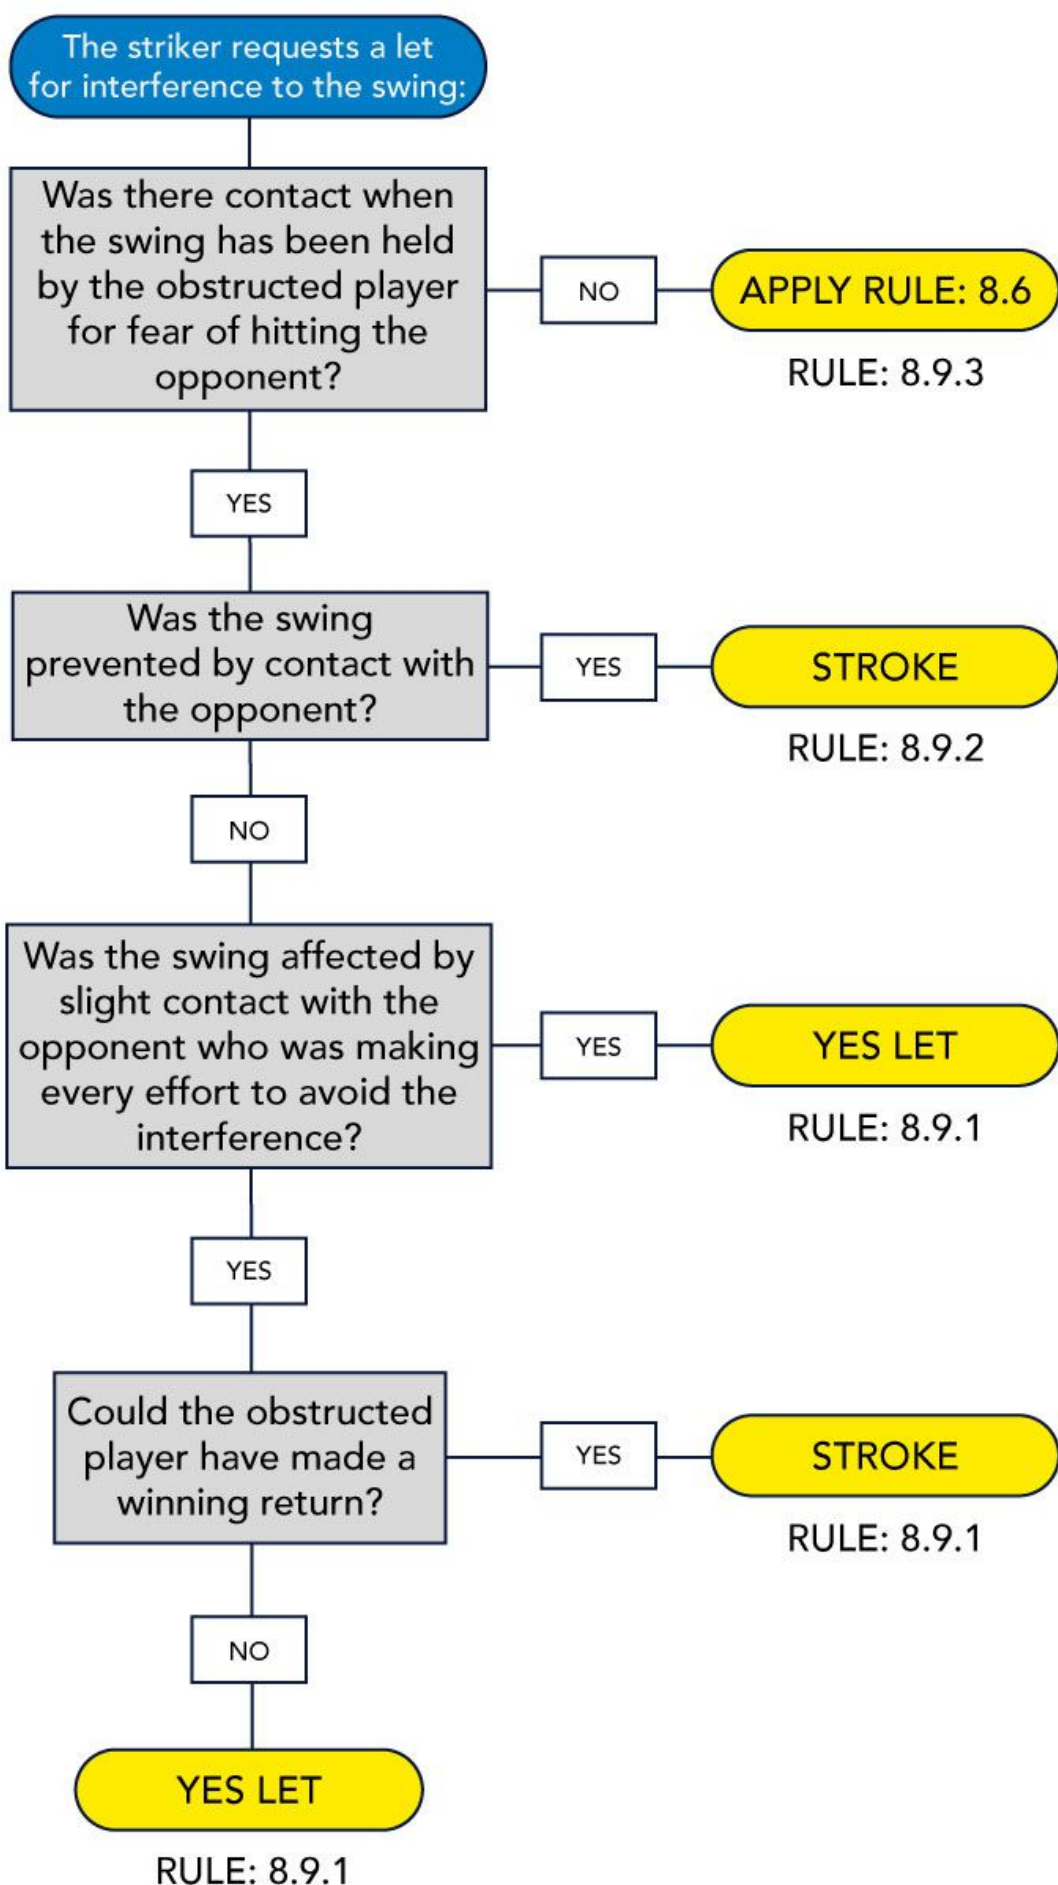 The striker requests a let
for interference to the swing:
Was there contact when
the swing has been held
by the obstructed player
for fear of hitting the
opponent?
NO
APPLY RULE: 8.6
RULE: 8.9.3
YES
Was the swing
prevented by contact with
the opponent?
YES
STROKE
RULE: 8.9.2
NO
Was the swing affected by
slight contact with the
opponent who was making
every effort to avoid the
interference?
YES
YES LET
RULE: 8.9.1
YES
Could the obstructed
player have made a
winning return?
YES
STROKE
RULE: 8.9.1
NO
YES LET
RULE: 8.9.1